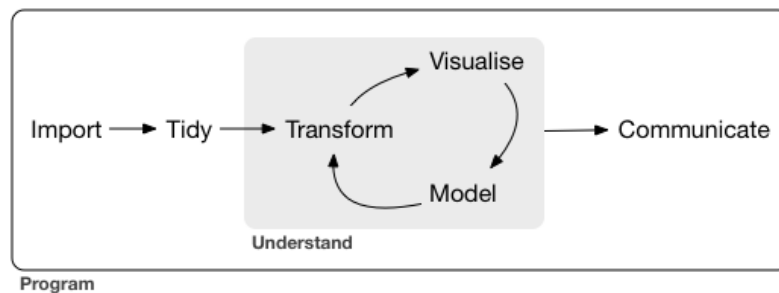 Visualise
Import Tidy Transform Communicate
Model
Understand
Program